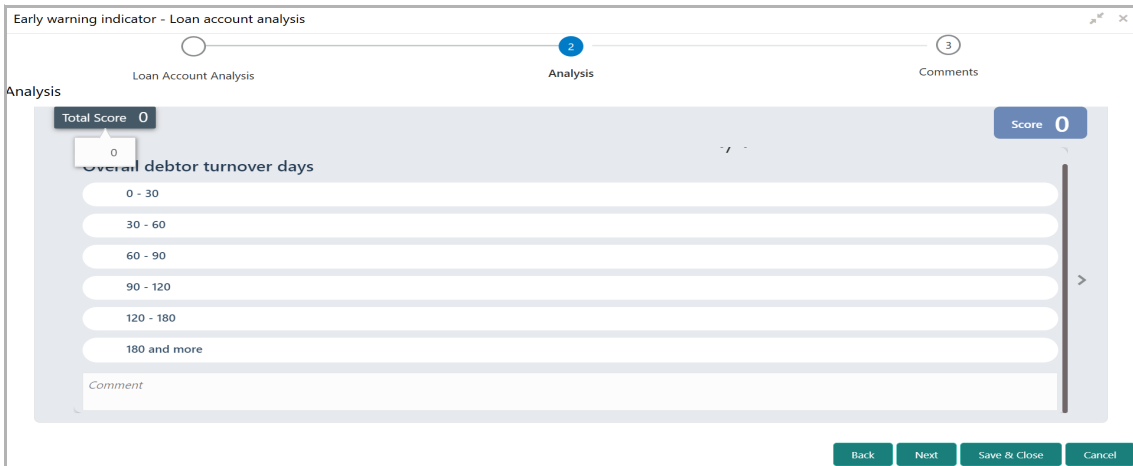 Early warning indicator - Loan account analysis
2
3
Loan Account Analysis
Analysis
Comments
Analysis
Total Score 0
Score 0
0
Overall debtor turnover days
0 - 30
30 - 60
60 - 90
90 - 120
120 - 180
180 and more
Comment
Back
Next
Save & Close
Cancel